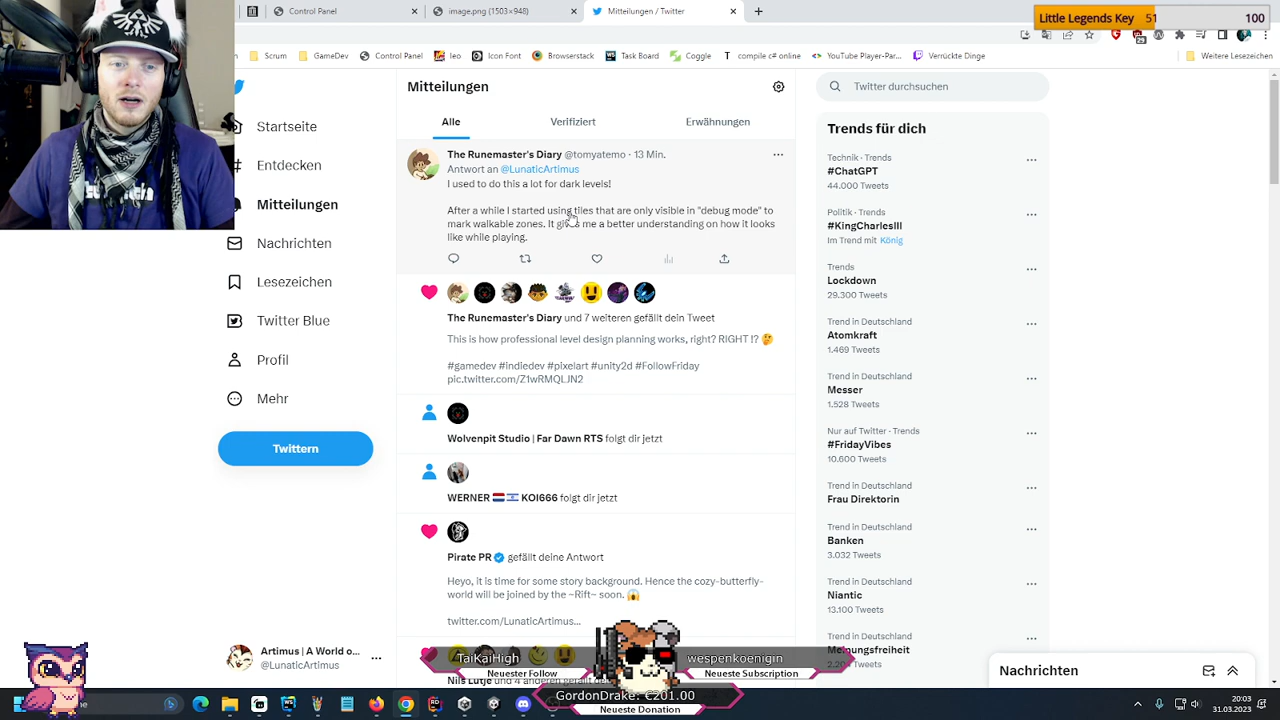 Control Panel
image.png (1503×948)
Mitteilungen / Twitter
Little Legends Key 51 100
Scrum
GameDev
Control Panel
leo
Icon Font
Browserstack
Task Board
Coggle
compile c# online
YouTube Player-Par...
Verrückte Dinge
Weitere Lesezeichen
Startseite
Entdecken
Mitteilungen
Nachrichten
Lesezeichen
Twitter Blue
Profil
Mehr
Twittern
Artimus | A World o...
@LunaticArtimus
Mitteilungen
Alle
Verifiziert
Erwähnungen
The Runemaster's Diary @tomyatemo · 13 Min.
Antwort an @LunaticArtimus
I used to do this a lot for dark levels!
After a while I started using tiles that are only visible in "debug mode" to
mark walkable zones. It gives me a better understanding on how it looks
like while playing.
The Runemaster's Diary und 7 weiteren gefällt dein Tweet
This is how professional level design planning works, right? RIGHT !?
#gamedev #indiedev #pixelart #unity2d #FollowFriday
pic.twitter.com/Z1wRMQLJN2
Wolvenpit Studio | Far Dawn RTS folgt dir jetzt
WERNER KOI666 folgt dir jetzt
Pirate PR gefällt deine Antwort
Heyo, it is time for some story background. Hence the cozy-butterfly-
world will be joined by the ~Rift~ soon.
twitter.com/LunaticArtimus...
Nils Lutje und 4 anderen gefällt
Twitter durchsuchen
Trends für dich
Technik · Trends
#ChatGPT
44.000 Tweets
Politik · Trends
#KingCharlesIII
Im Trend mit König
Trends
Lockdown
29.300 Tweets
Trend in Deutschland
Atomkraft
1.469 Tweets
Trend in Deutschland
Messer
1.528 Tweets
Nur auf Twitter · Trends
#FridayVibes
10.600 Tweets
Trend in Deutschland
Frau Direktorin
Trend in Deutschland
Banken
3.032 Tweets
Trend in Deutschland
Niantic
13.100 Tweets
Trend in Deutschland
Meinungsfreiheit
Tweets
Nachrichten
TaiKaiHigh
Neuester Follow
wespenkoenigin
Neueste Subscription
GordonDrake: €201.00
Neueste Donation
20:03
31.03.2023